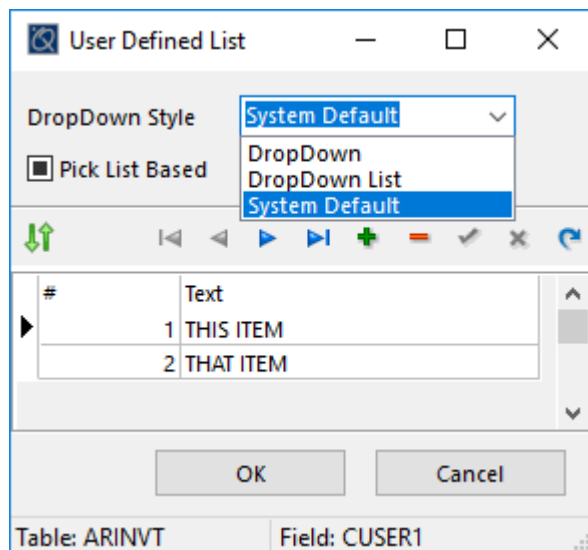 User Defined List
DropDown Style System Default
DropDown
Pick List Based
DropDown List
System Default
# Text
1 THIS ITEM
2 THAT ITEM
OK Cancel
Table: ARINVT Field: CUSER1